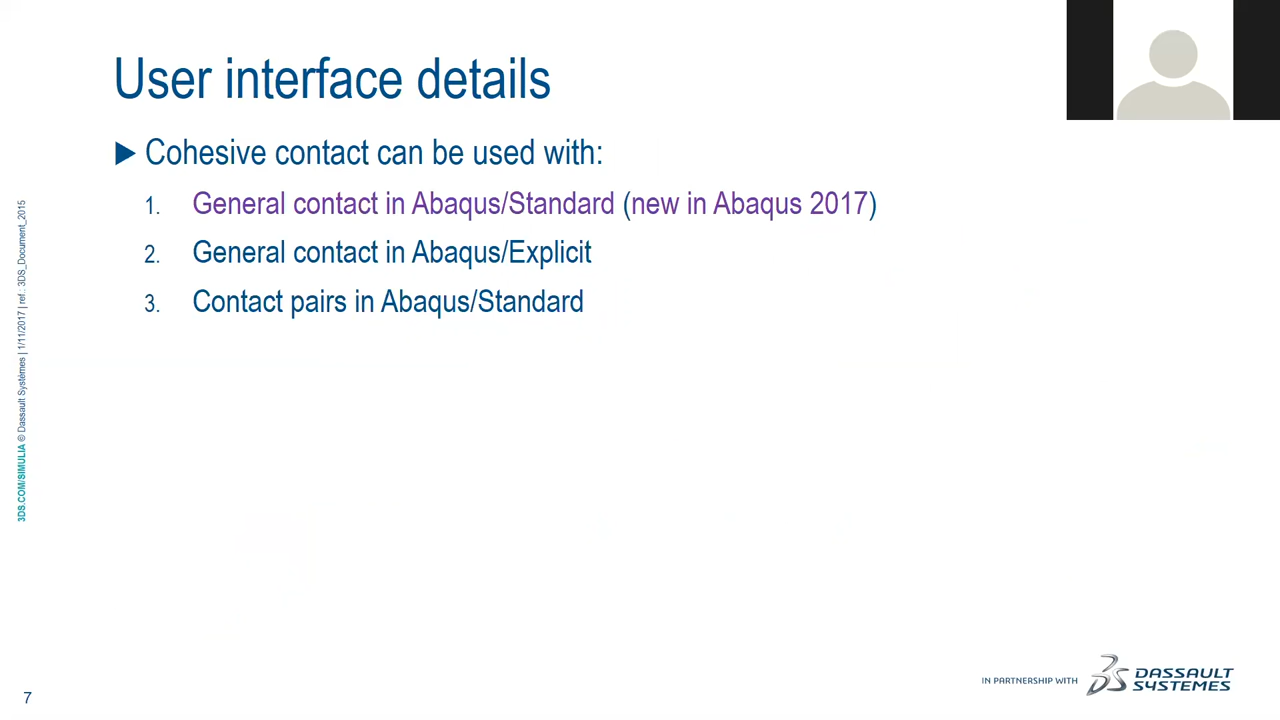 User interface details
▶ Cohesive contact can be used with:
1. General contact in Abaqus/Standard (new in Abaqus 2017)
2. General contact in Abaqus/Explicit
3. Contact pairs in Abaqus/Standard
3DS.COM/SIMULIA © Dassault Systèmes | 1/11/2017 | ref.: 3DS_Document_2015
7
IN PARTNERSHIP WITH
DASSAULT
SYSTEMES